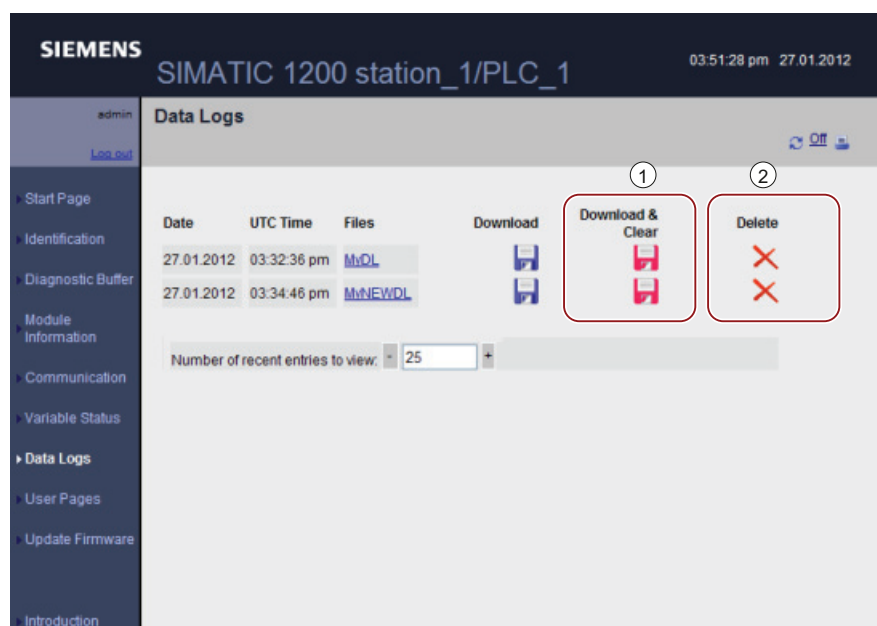 SIEMENS
SIMATIC 1200 station_1/PLC_1
03:51:28 pm 27.01.2012
admin
Log out
Data Logs
Off
Start Page
Identification
Diagnostic Buffer
Module
Information
Communication
Variable Status
Data Logs
User Pages
Update Firmware
Introduction
1
2
Date UTC Time Files Download Download & Clear Delete
27.01.2012 03:32:36 pm MyDL
27.01.2012 03:34:46 pm MyNEWDL
Number of recent entries to view: - 25 +